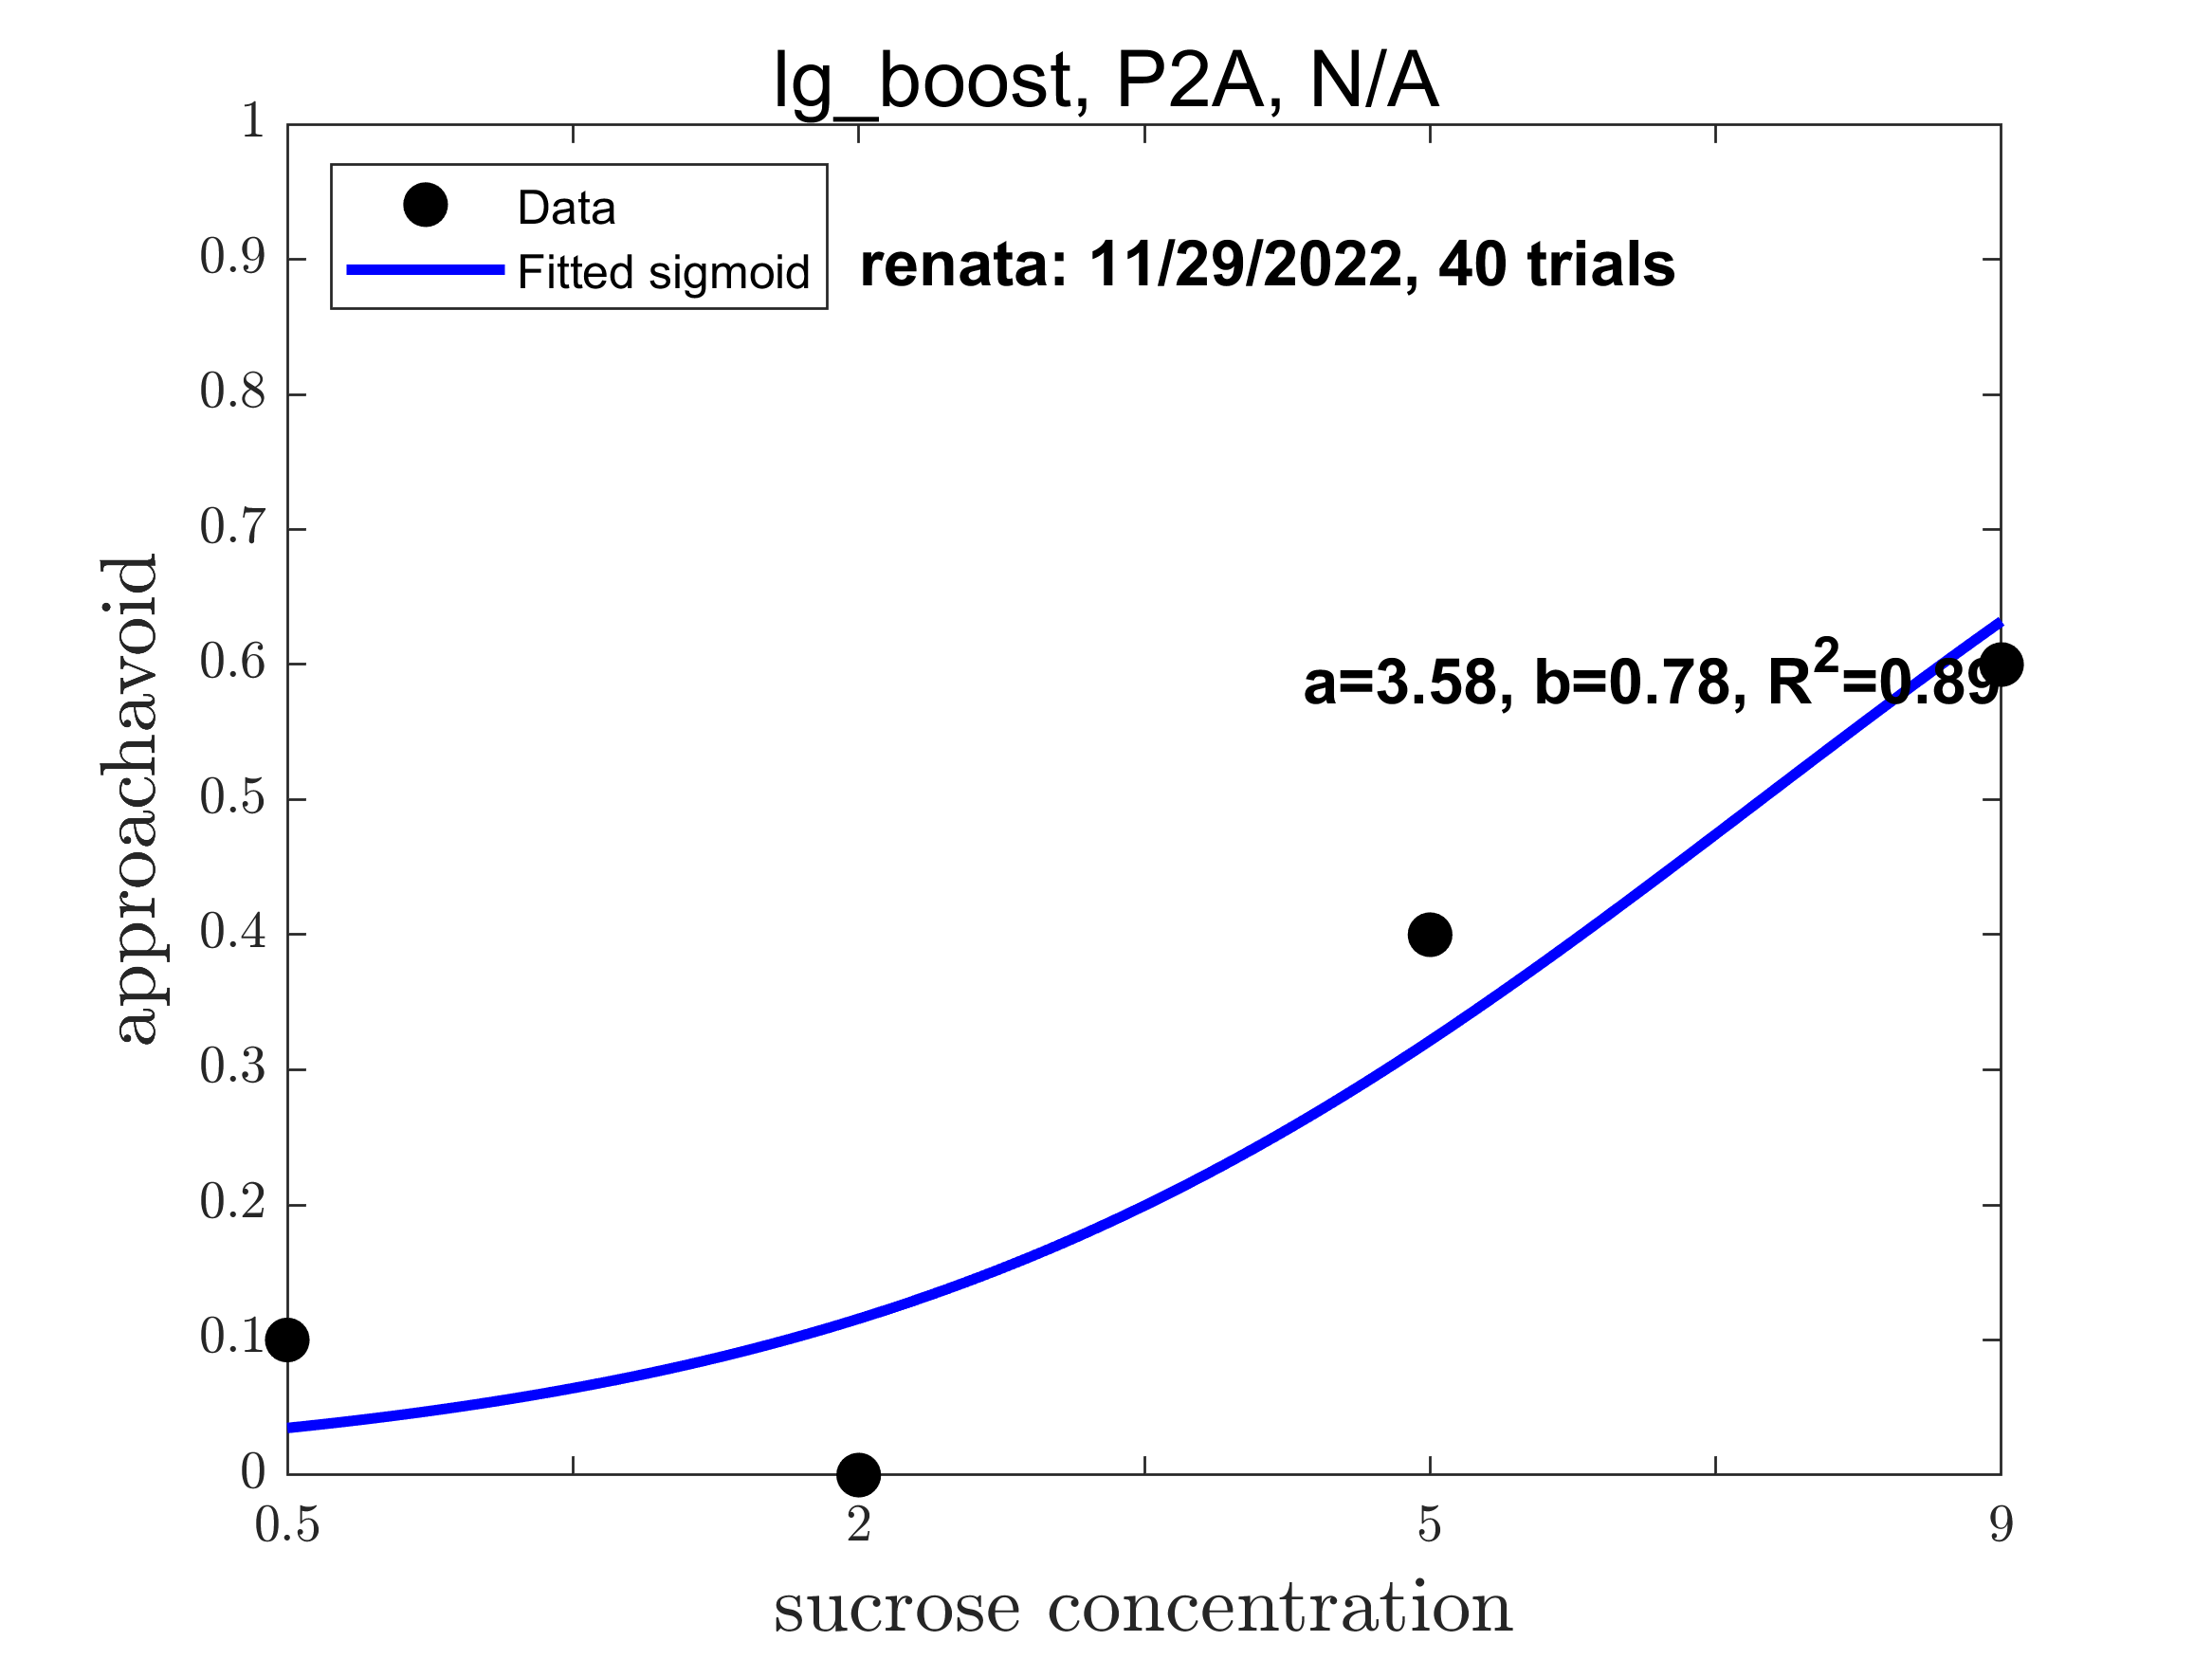 lg_boost, P2A, N/A
1
Data
Fitted sigmoid
renata: 11/29/2022, 40 trials
0.9
0.8
0.7
0.6
a=3.58, b=0.78, R²=0.89
0.5
0.4
0.3
0.2
0.1
0
approachavoid
0.5 2 5 9
sucrose concentration